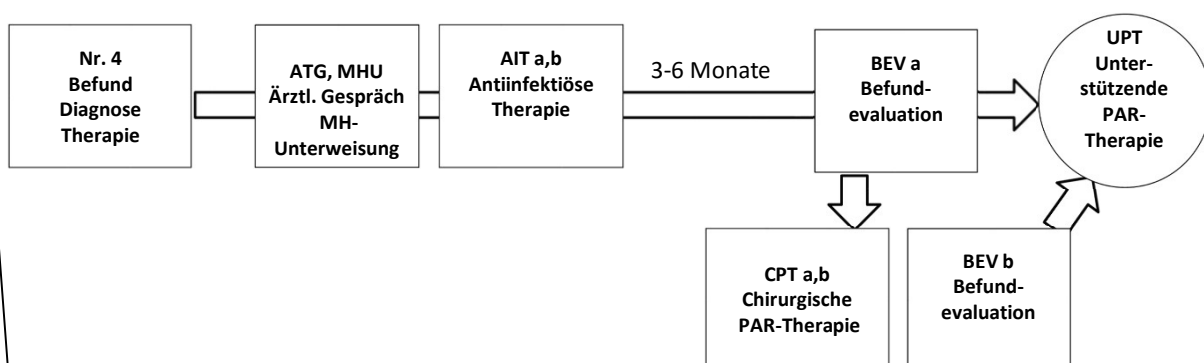 Nr. 4
Befund
Diagnose
Therapie
ATG, MHU
Ärztl. Gespräch
MH-
Unterweisung
AIT a,b
Antiinfektiöse
Therapie
3-6 Monate
BEV a
Befund-
evaluation
UPT
Unter-
stützende
PAR-
Therapie
CPT a,b
Chirurgische
PAR-Therapie
BEV b
Befund-
evaluation